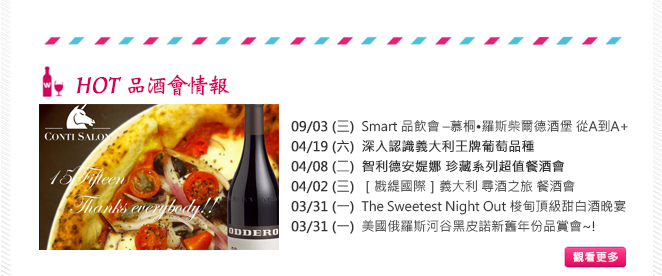 HOT 品酒會情報
CONTI SALON
15 Fifteen
Thanks everybody!!
ODDERO
09/03 (三) Smart 品飲會 –慕桐•羅斯柴爾德酒堡 從A到A+
04/19 (六) 深入認識義大利王牌葡萄品種
04/08 (二) 智利德安媞娜 珍藏系列超值餐酒會
04/02 (三) [ 戡緹國際 ] 義大利 尋酒之旅 餐酒會
03/31 (一) The Sweetest Night Out 梭甸頂級甜白酒晚宴
03/31 (一) 美國俄羅斯河谷黑皮諾新舊年份品賞會~!
觀看更多